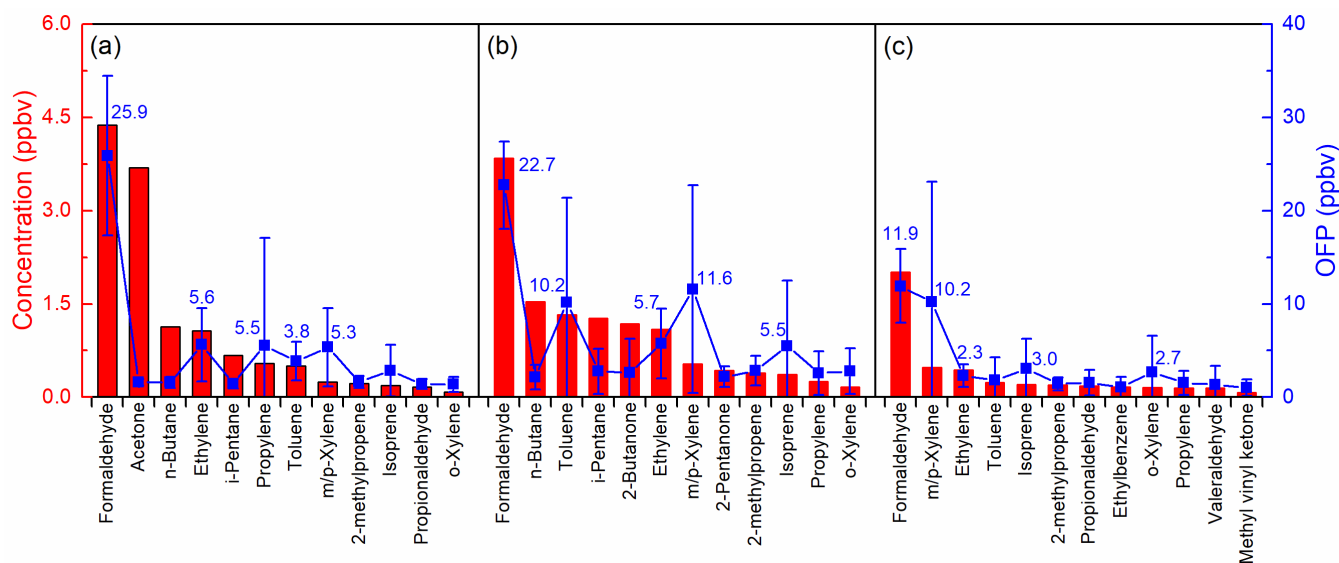 Concentration (ppbv)
6.0
4.5
3.0
1.5
0.0
(a)
25.9
5.6
5.5
3.8
5.3
Formaldehyde
Acetone
n-Butane
Ethylene
i-Pentane
Propylene
Toluene
m/p-Xylene
2-methylpropene
Isoprene
Propionaldehyde
o-Xylene
(b)
22.7
10.2
5.7
11.6
5.5
Formaldehyde
n-Butane
Toluene
i-Pentane
2-Butanone
Ethylene
m/p-Xylene
2-Pentanone
2-methylpropene
Isoprene
Propylene
o-Xylene
(c)
11.9
10.2
2.3
3.0
2.7
Formaldehyde
m/p-Xylene
Ethylene
Toluene
Isoprene
2-methylpropene
Propionaldehyde
Ethylbenzene
o-Xylene
Propylene
Valeraldehyde
Methyl vinyl ketone
40
30
20
10
0
OFP (ppbv)